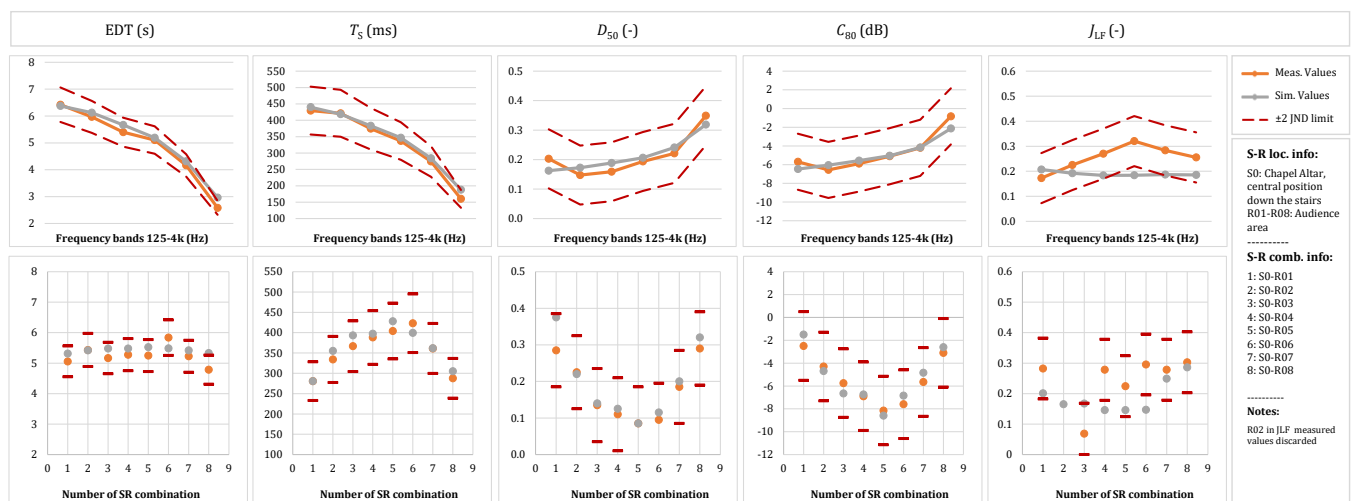 EDT (s)
T_S (ms)
D_50 (-)
C_80 (dB)
J_LF (-)
8
7
6
5
4
3
2
Frequency bands 125-4k (Hz)
550
500
450
400
350
300
250
200
150
100
Frequency bands 125-4k (Hz)
0.5
0.4
0.3
0.2
0.1
0.0
Frequency bands 125-4k (Hz)
4
2
0
-2
-4
-6
-8
-10
-12
Frequency bands 125-4k (Hz)
0.6
0.5
0.4
0.3
0.2
0.1
0.0
Frequency bands 125-4k (Hz)
Meas. Values
Sim. Values
±2 JND limit
8
7
6
5
4
3
2
0 1 2 3 4 5 6 7 8 9
Number of SR combination
550
500
450
400
350
300
250
200
150
100
0 1 2 3 4 5 6 7 8 9
Number of SR combination
0.5
0.4
0.3
0.2
0.1
0.0
0 1 2 3 4 5 6 7 8 9
Number of SR combination
4
2
0
-2
-4
-6
-8
-10
-12
0 1 2 3 4 5 6 7 8 9
Number of SR combination
0.6
0.5
0.4
0.3
0.2
0.1
0.0
0 1 2 3 4 5 6 7 8 9
Number of SR combination
S-R loc. info:
S0: Chapel Altar,
central position
down the stairs
R01-R08: Audience
area
----------
S-R comb. info:
1: S0-R01
2: S0-R02
3: S0-R03
4: S0-R04
5: S0-R05
6: S0-R06
7: S0-R07
8: S0-R08
----------
Notes:
R02 in JLF measured
values discarded